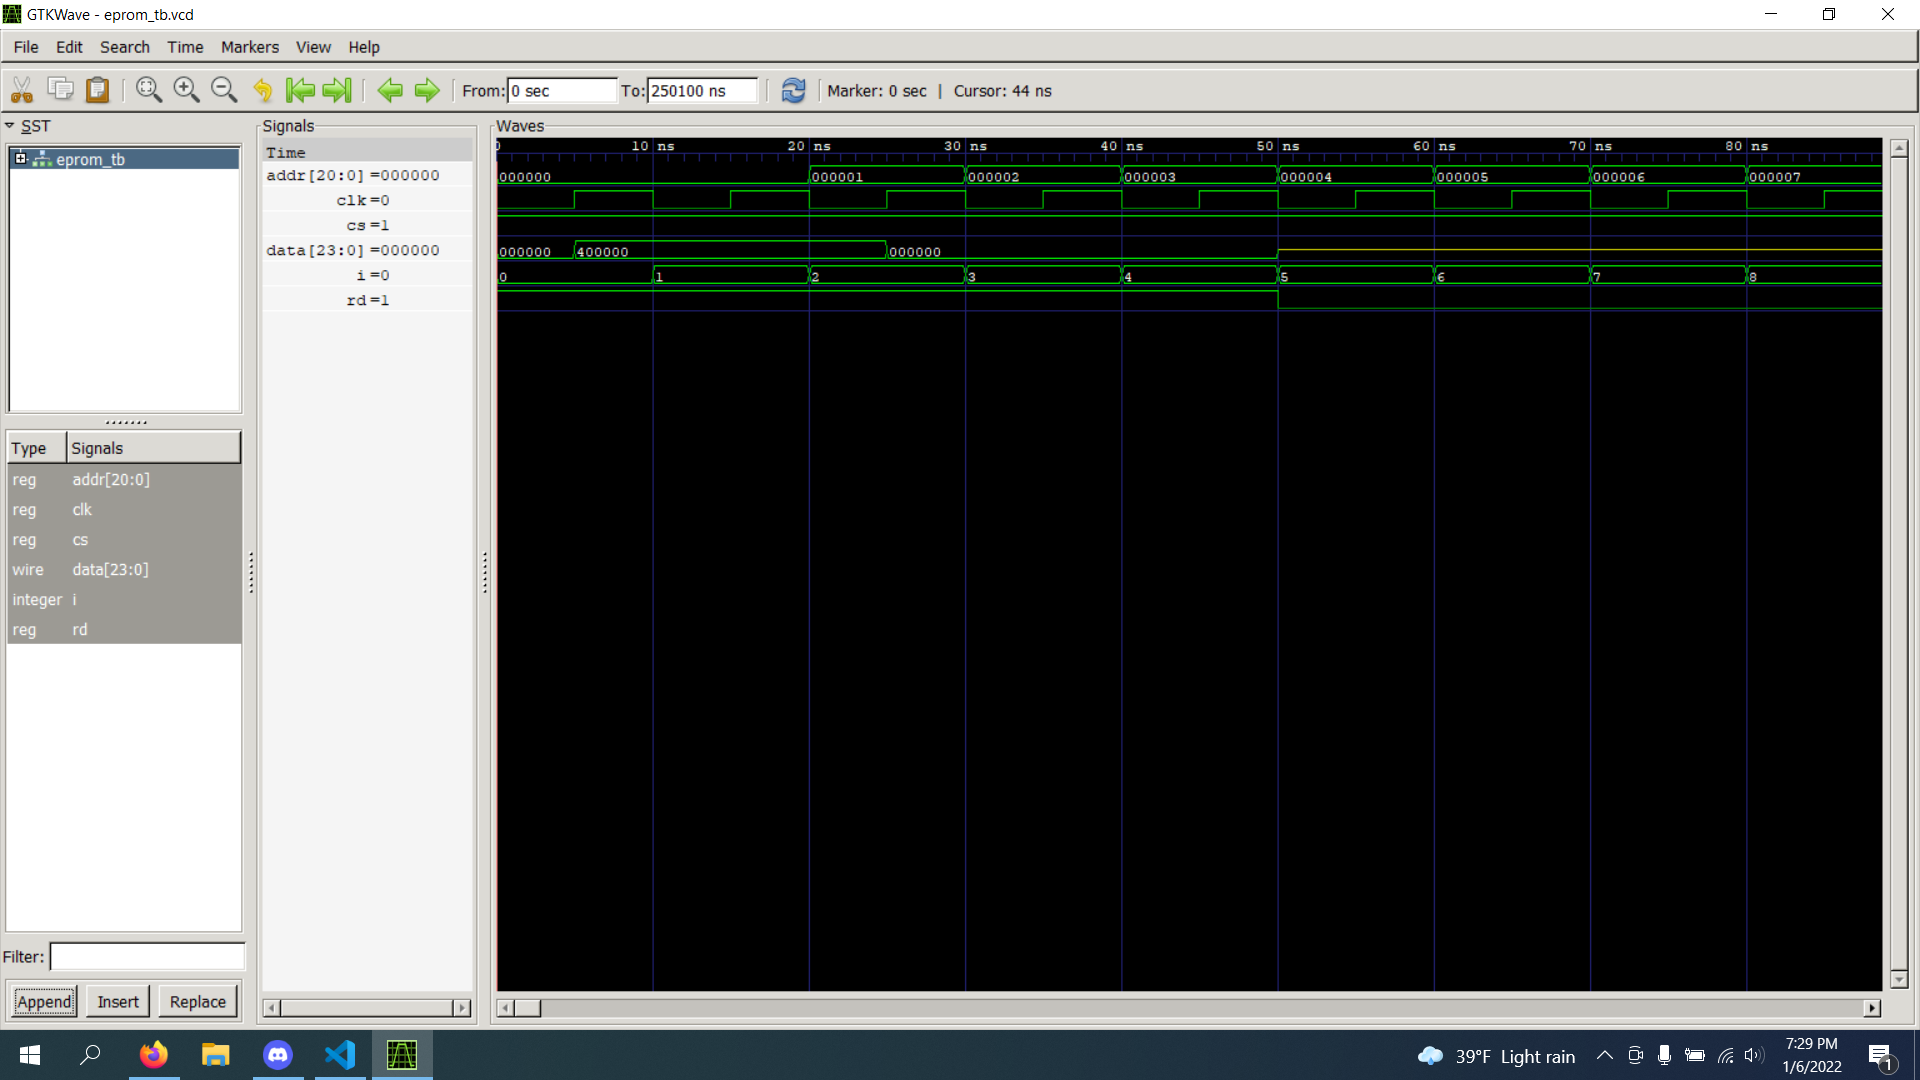 GTKWave - eprom_tb.vcd
File Edit Search Time Markers View Help
From: 0 sec To: 250100 ns Marker: 0 sec | Cursor: 44 ns
SST
eprom_tb
Type Signals
reg addr[20:0]
reg clk
reg cs
wire data[23:0]
integer i
reg rd
Filter:
Append Insert Replace
Signals
Time
addr[20:0] =000000
clk =0
cs =1
data[23:0] =000000
i =0
rd =1
Waves
0 10 ns 20 ns 30 ns 40 ns 50 ns 60 ns 70 ns 80 ns
000000 000001 000002 000003 000004 000005 000006 000007
000000 400000 000000
0 1 2 3 4 5 6 7 8
39°F Light rain
7:29 PM
1/6/2022
1